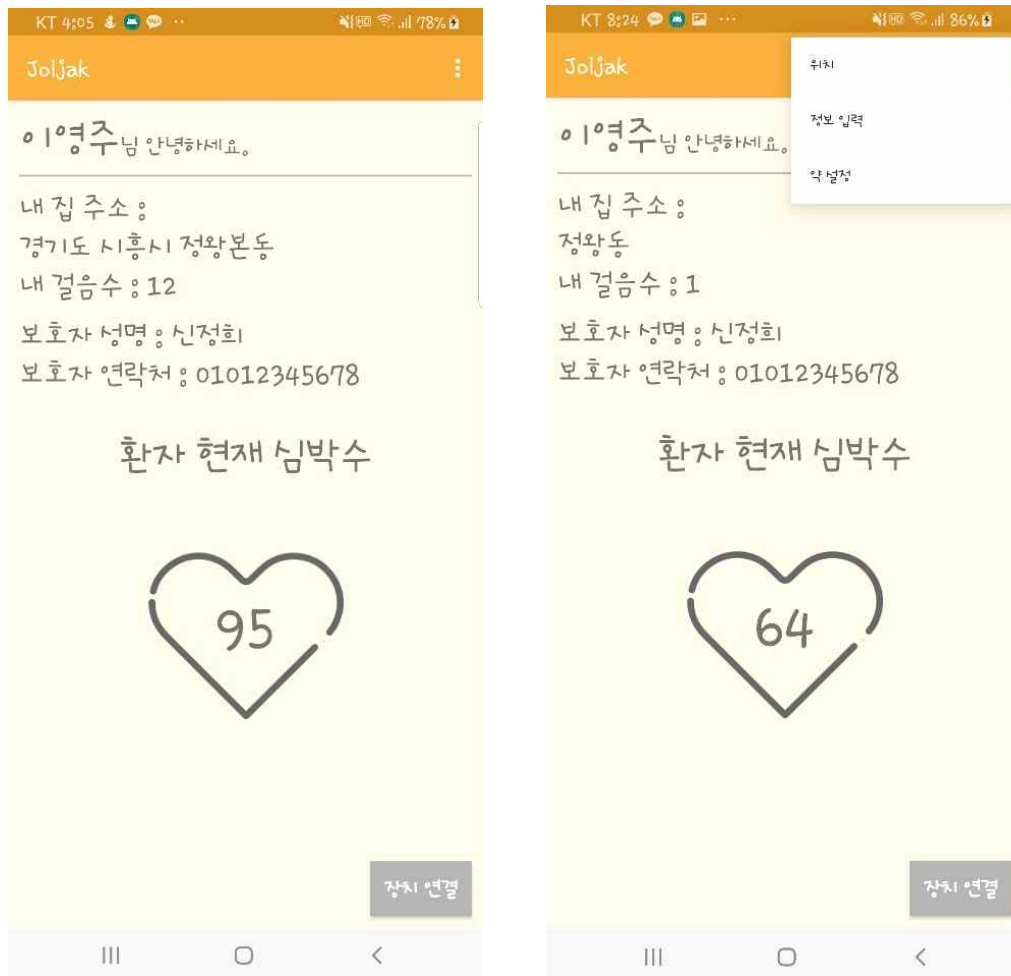 KT 4:05 78%
Joljak
이영주님 안녕하세요.
내 집 주소 :
경기도 시흥시 정왕본동
내 걸음수 : 12
보호자 성명 : 신정희
보호자 연락처 : 01012345678
환자 현재 심박수
95
장치 연결
KT 8:24 86%
Joljak
위치
정보 입력
약 설정
이영주님 안녕하세요.
내 집 주소 :
정왕동
내 걸음수 : 1
보호자 성명 : 신정희
보호자 연락처 : 01012345678
환자 현재 심박수
64
장치 연결